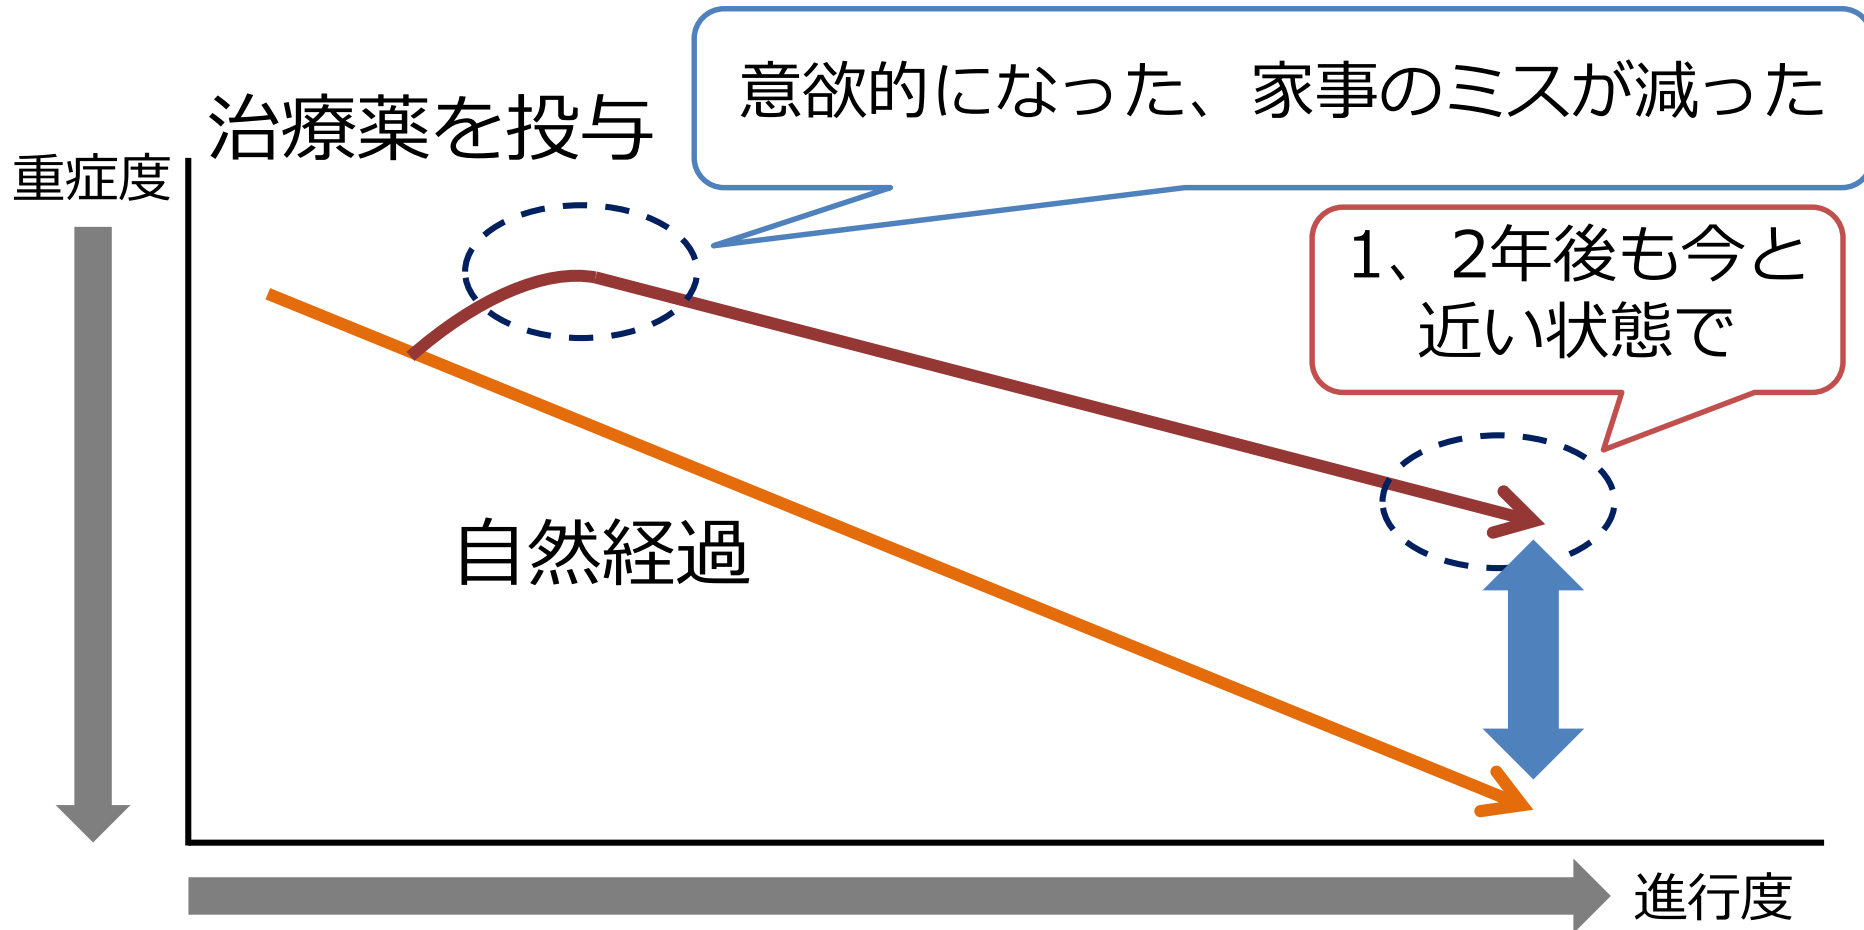 意欲的になった、家事のミスが減った
治療薬を投与
重症度
1、2年後も今と
近い状態で
自然経過
進行度